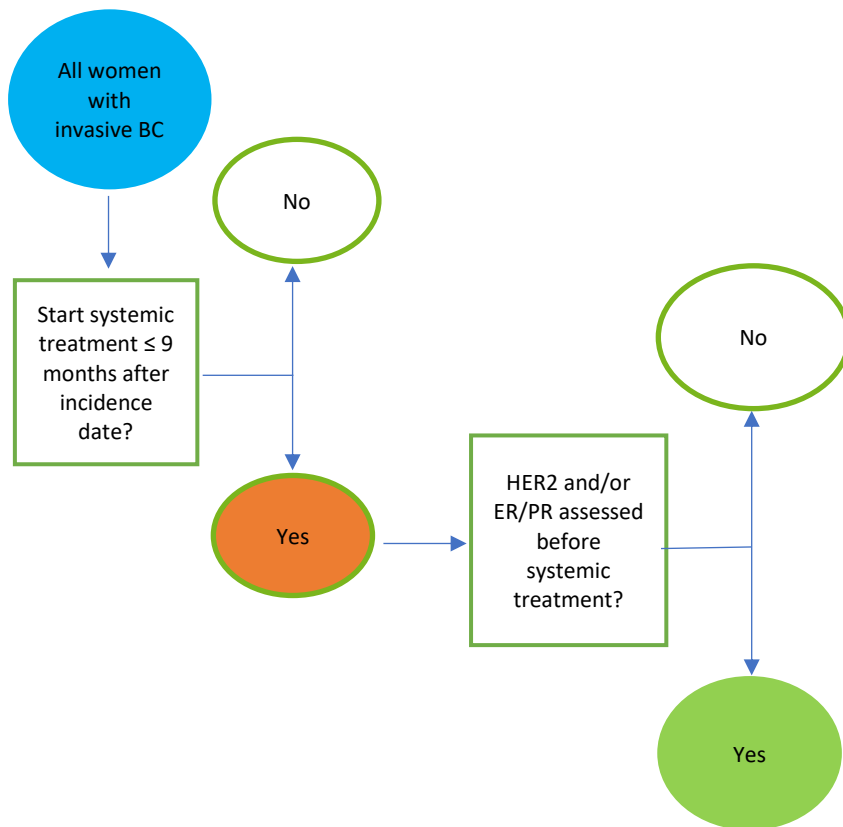 All women
with
invasive BC
No
Start systemic
treatment ≤ 9
months after
incidence
date?
Yes
HER2 and/or
ER/PR assessed
before
systemic
treatment?
No
Yes